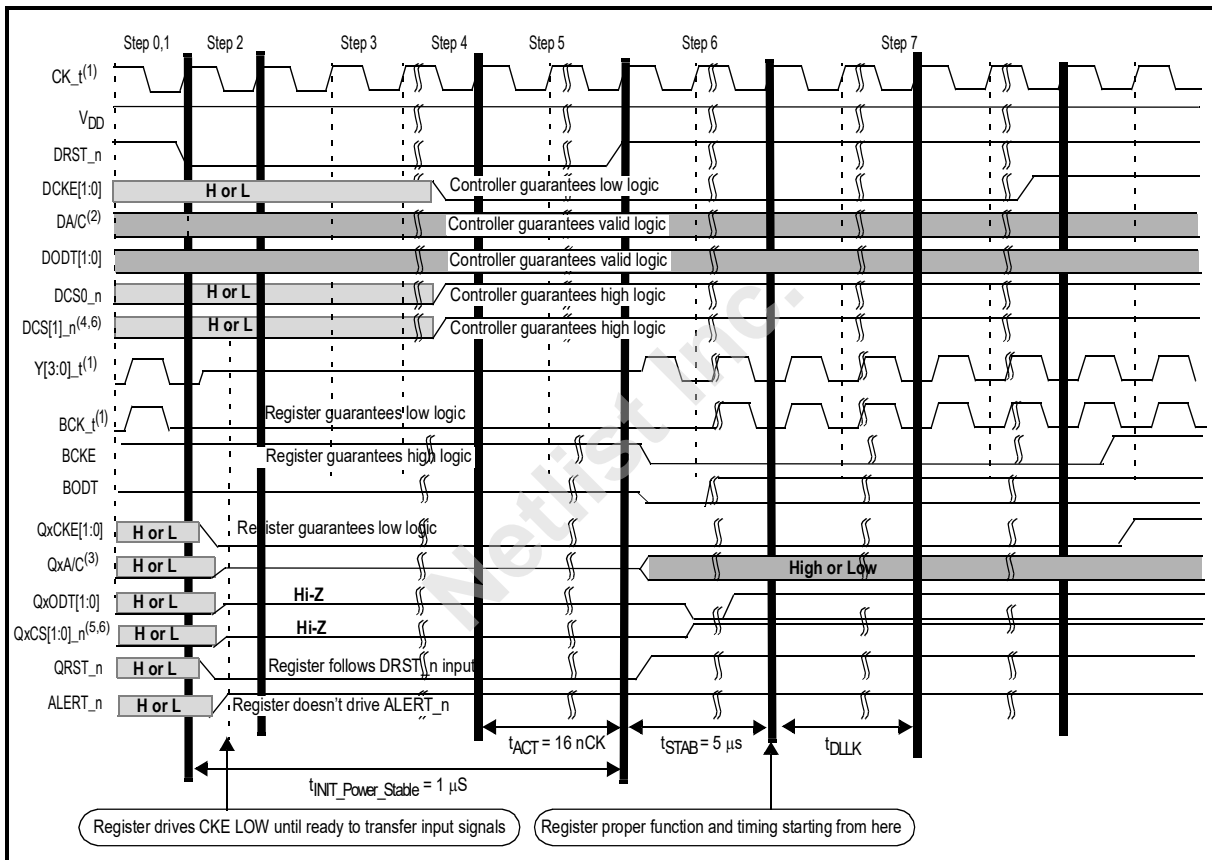 Step 0,1 Step 2 Step 3 Step 4 Step 5 Step 6 Step 7
CK_t(1)
VDD
DRST_n
DCKE[1:0] H or L Controller guarantees low logic
DA/C(2) Controller guarantees valid logic
DODT[1:0] Controller guarantees valid logic
DCS0_n H or L Controller guarantees high logic
DCS[1]_n(4,6) H or L Controller guarantees high logic
Y[3:0]_t(1)
BCK_t(1) Register guarantees low logic
BCKE Register guarantees high logic
BODT
QxCKE[1:0] H or L Register guarantees low logic
QxA/C(3) H or L High or Low
QxODT[1:0] H or L Hi-Z
QxCS[1:0]_n(5,6) H or L Hi-Z
QRST_n H or L Register follows DRST_n input
ALERT_n H or L Register doesn't drive ALERT_n
tACT = 16 nCK tSTAB = 5 μs tDLLK
tINIT_Power_Stable = 1 μS
Register drives CKE LOW until ready to transfer input signals Register proper function and timing starting from here
Netlist Inc.